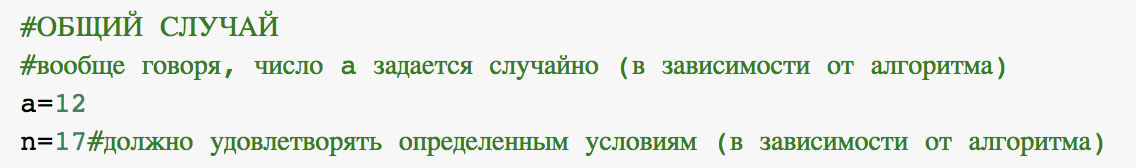 #ОБЩИЙ СЛУЧАЙ
#вообще говоря, число a задается случайно (в зависимости от алгоритма)
a=12
n=17#должно удовлетворять определенным условиям (в зависимости от алгоритма)